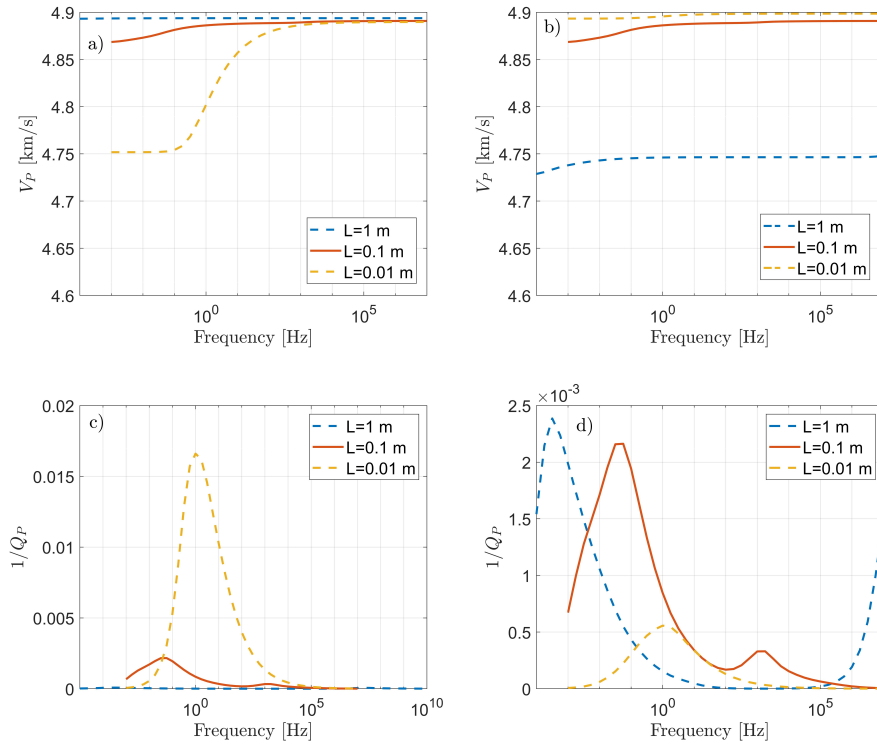 4.9
4.85
4.8
4.75
4.7
4.65
4.6
V_P [km/s]
a)
L=1 m
L=0.1 m
L=0.01 m
10^0
10^5
Frequency [Hz]
4.9
4.85
4.8
4.75
4.7
4.65
4.6
V_P [km/s]
b)
L=1 m
L=0.1 m
L=0.01 m
10^0
10^5
Frequency [Hz]
0.02
0.015
0.01
0.005
0
1/Q_P
c)
L=1 m
L=0.1 m
L=0.01 m
10^0
10^5
10^10
Frequency [Hz]
×10^-3
2.5
2
1.5
1
0.5
0
1/Q_P
d)
L=1 m
L=0.1 m
L=0.01 m
10^0
10^5
Frequency [Hz]